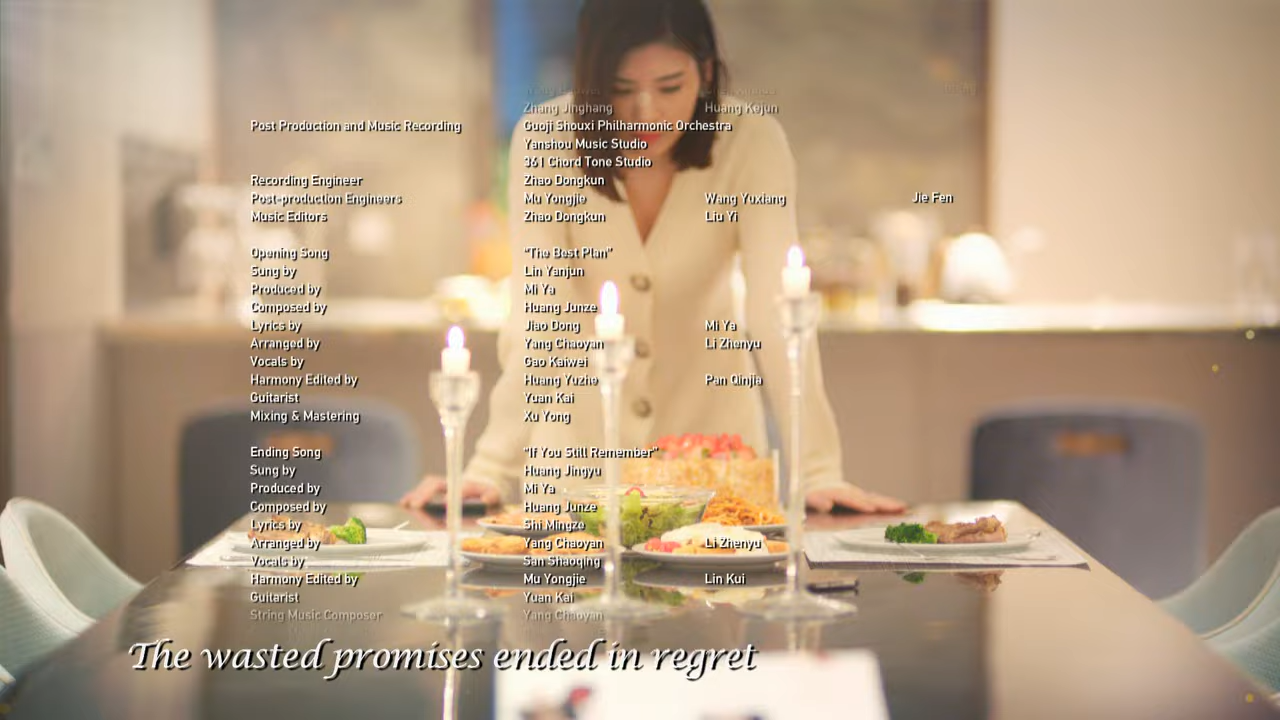 Zhang Jinghang Huang Kejun
Post Production and Music Recording Guoji Shouxi Philharmonic Orchestra
Yanshou Music Studio
361 Chord Tone Studio
Recording Engineer Zhao Dongkun
Post-production Engineers Mu Yongjie Wang Yuxiang Jie Fen
Music Editors Zhao Dongkun Liu Yi
Opening Song "The Best Plan"
Sung by Lin Yanjun
Produced by Mi Ya
Composed by Huang Junze
Lyrics by Jiao Dong Mi Ya
Arranged by Yang Chaoyan Li Zhenyu
Vocals by Gao Kaiwei
Harmony Edited by Huang Yuzhe Pan Qinjia
Guitarist Yuan Kai
Mixing & Mastering Xu Yong
Ending Song "If You Still Remember"
Sung by Huang Jingyu
Produced by Mi Ya
Composed by Huang Junze
Lyrics by Shi Mingze
Arranged by Yang Chaoyan Li Zhenyu
Vocals by San Shaoqing
Harmony Edited by Mu Yongjie Lin Kui
Guitarist Yuan Kai
String Music Composer Yang Chaoyan
The wasted promises ended in regret